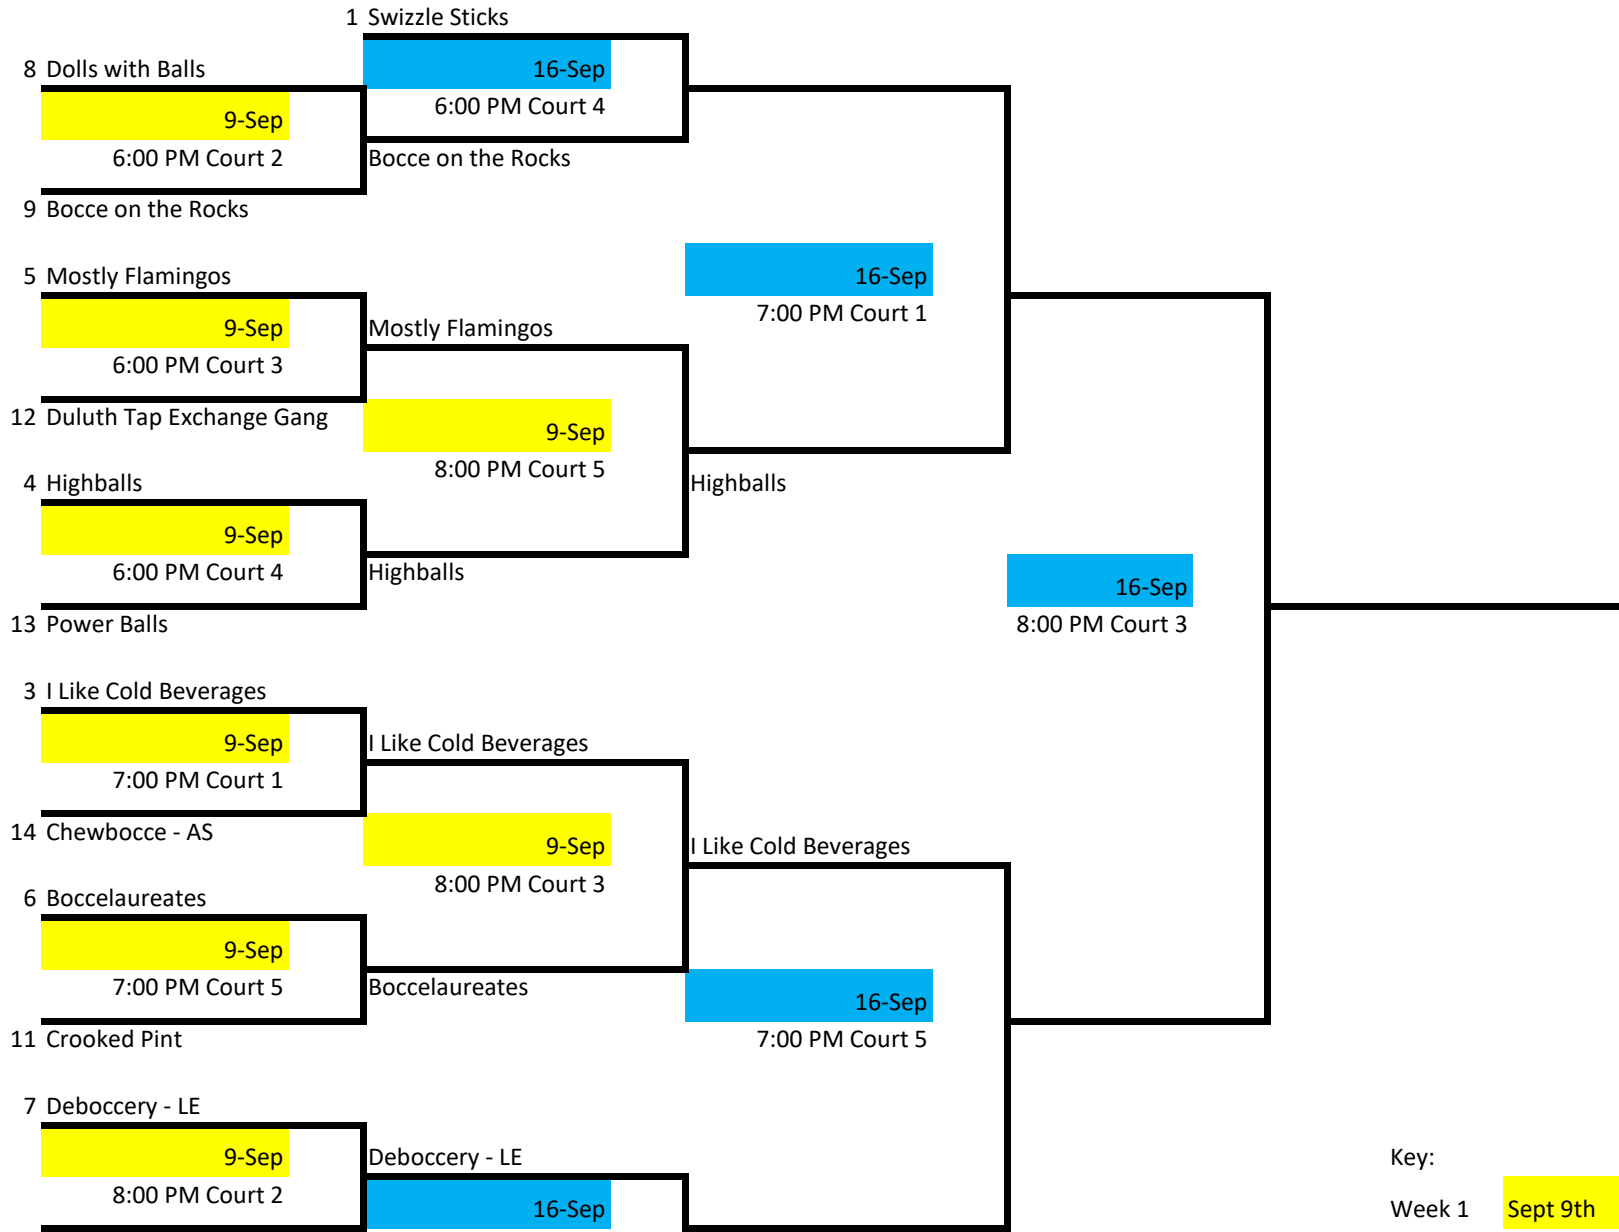 1 Swizzle Sticks
8 Dolls with Balls
16-Sep
9-Sep
6:00 PM Court 4
6:00 PM Court 2
Bocce on the Rocks
9 Bocce on the Rocks
5 Mostly Flamingos
16-Sep
9-Sep
Mostly Flamingos
7:00 PM Court 1
6:00 PM Court 3
12 Duluth Tap Exchange Gang
9-Sep
8:00 PM Court 5
4 Highballs
Highballs
9-Sep
6:00 PM Court 4
Highballs
16-Sep
13 Power Balls
8:00 PM Court 3
3 I Like Cold Beverages
9-Sep
I Like Cold Beverages
7:00 PM Court 1
14 Chewbocce - AS
9-Sep
I Like Cold Beverages
8:00 PM Court 3
6 Boccelaureates
9-Sep
7:00 PM Court 5
Boccelaureates
16-Sep
11 Crooked Pint
7:00 PM Court 5
7 Deboccery - LE
9-Sep
Deboccery - LE
Key:
8:00 PM Court 2
16-Sep
Week 1 Sept 9th